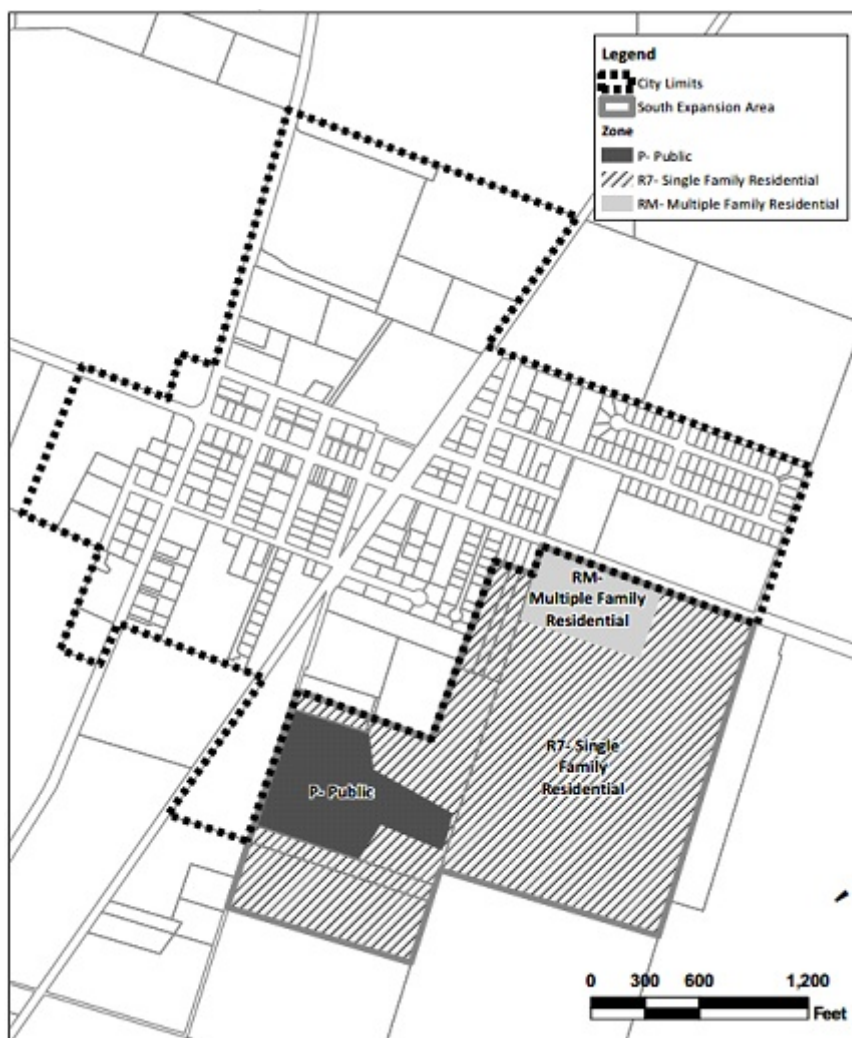 Legend
City Limits
South Expansion Area
Zone
P- Public
R7- Single Family Residential
RM- Multiple Family Residential
RM-
Multiple Family
Residential
R7- Single
Family
Residential
P- Public
0 300 600 1,200
Feet